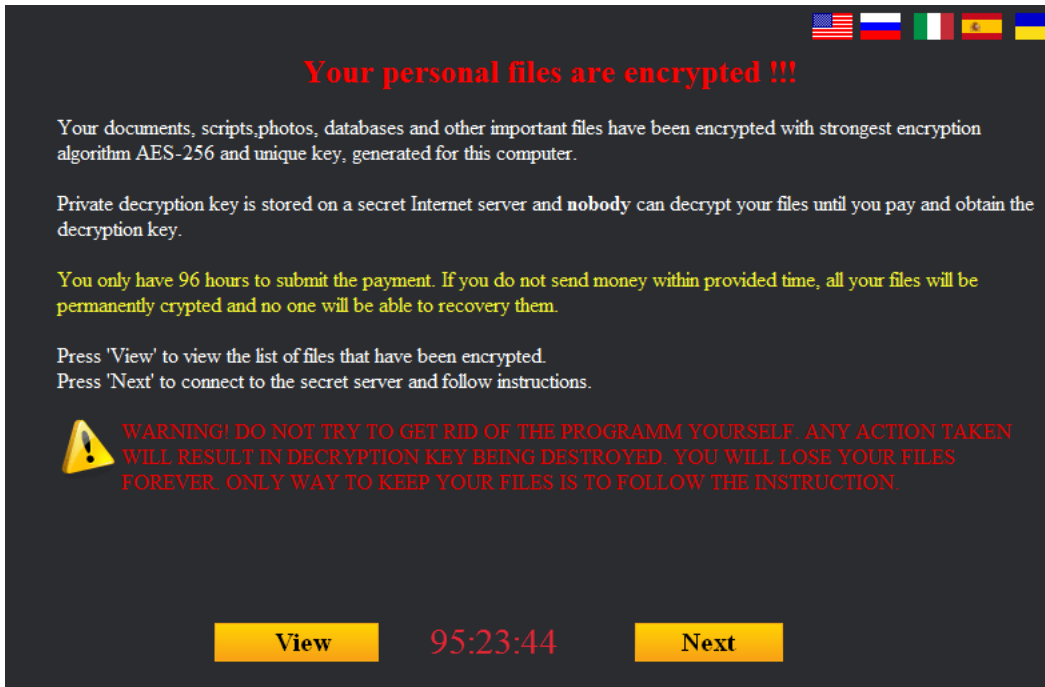 Your personal files are encrypted !!!
Your documents, scripts,photos, databases and other important files have been encrypted with strongest encryption
algorithm AES-256 and unique key, generated for this computer.
Private decryption key is stored on a secret Internet server and nobody can decrypt your files until you pay and obtain the
decryption key.
You only have 96 hours to submit the payment. If you do not send money within provided time, all your files will be
permanently crypted and no one will be able to recovery them.
Press 'View' to view the list of files that have been encrypted.
Press 'Next' to connect to the secret server and follow instructions.
WARNING! DO NOT TRY TO GET RID OF THE PROGRAMM YOURSELF. ANY ACTION TAKEN
WILL RESULT IN DECRYPTION KEY BEING DESTROYED. YOU WILL LOSE YOUR FILES
FOREVER. ONLY WAY TO KEEP YOUR FILES IS TO FOLLOW THE INSTRUCTION.
View 95:23:44 Next